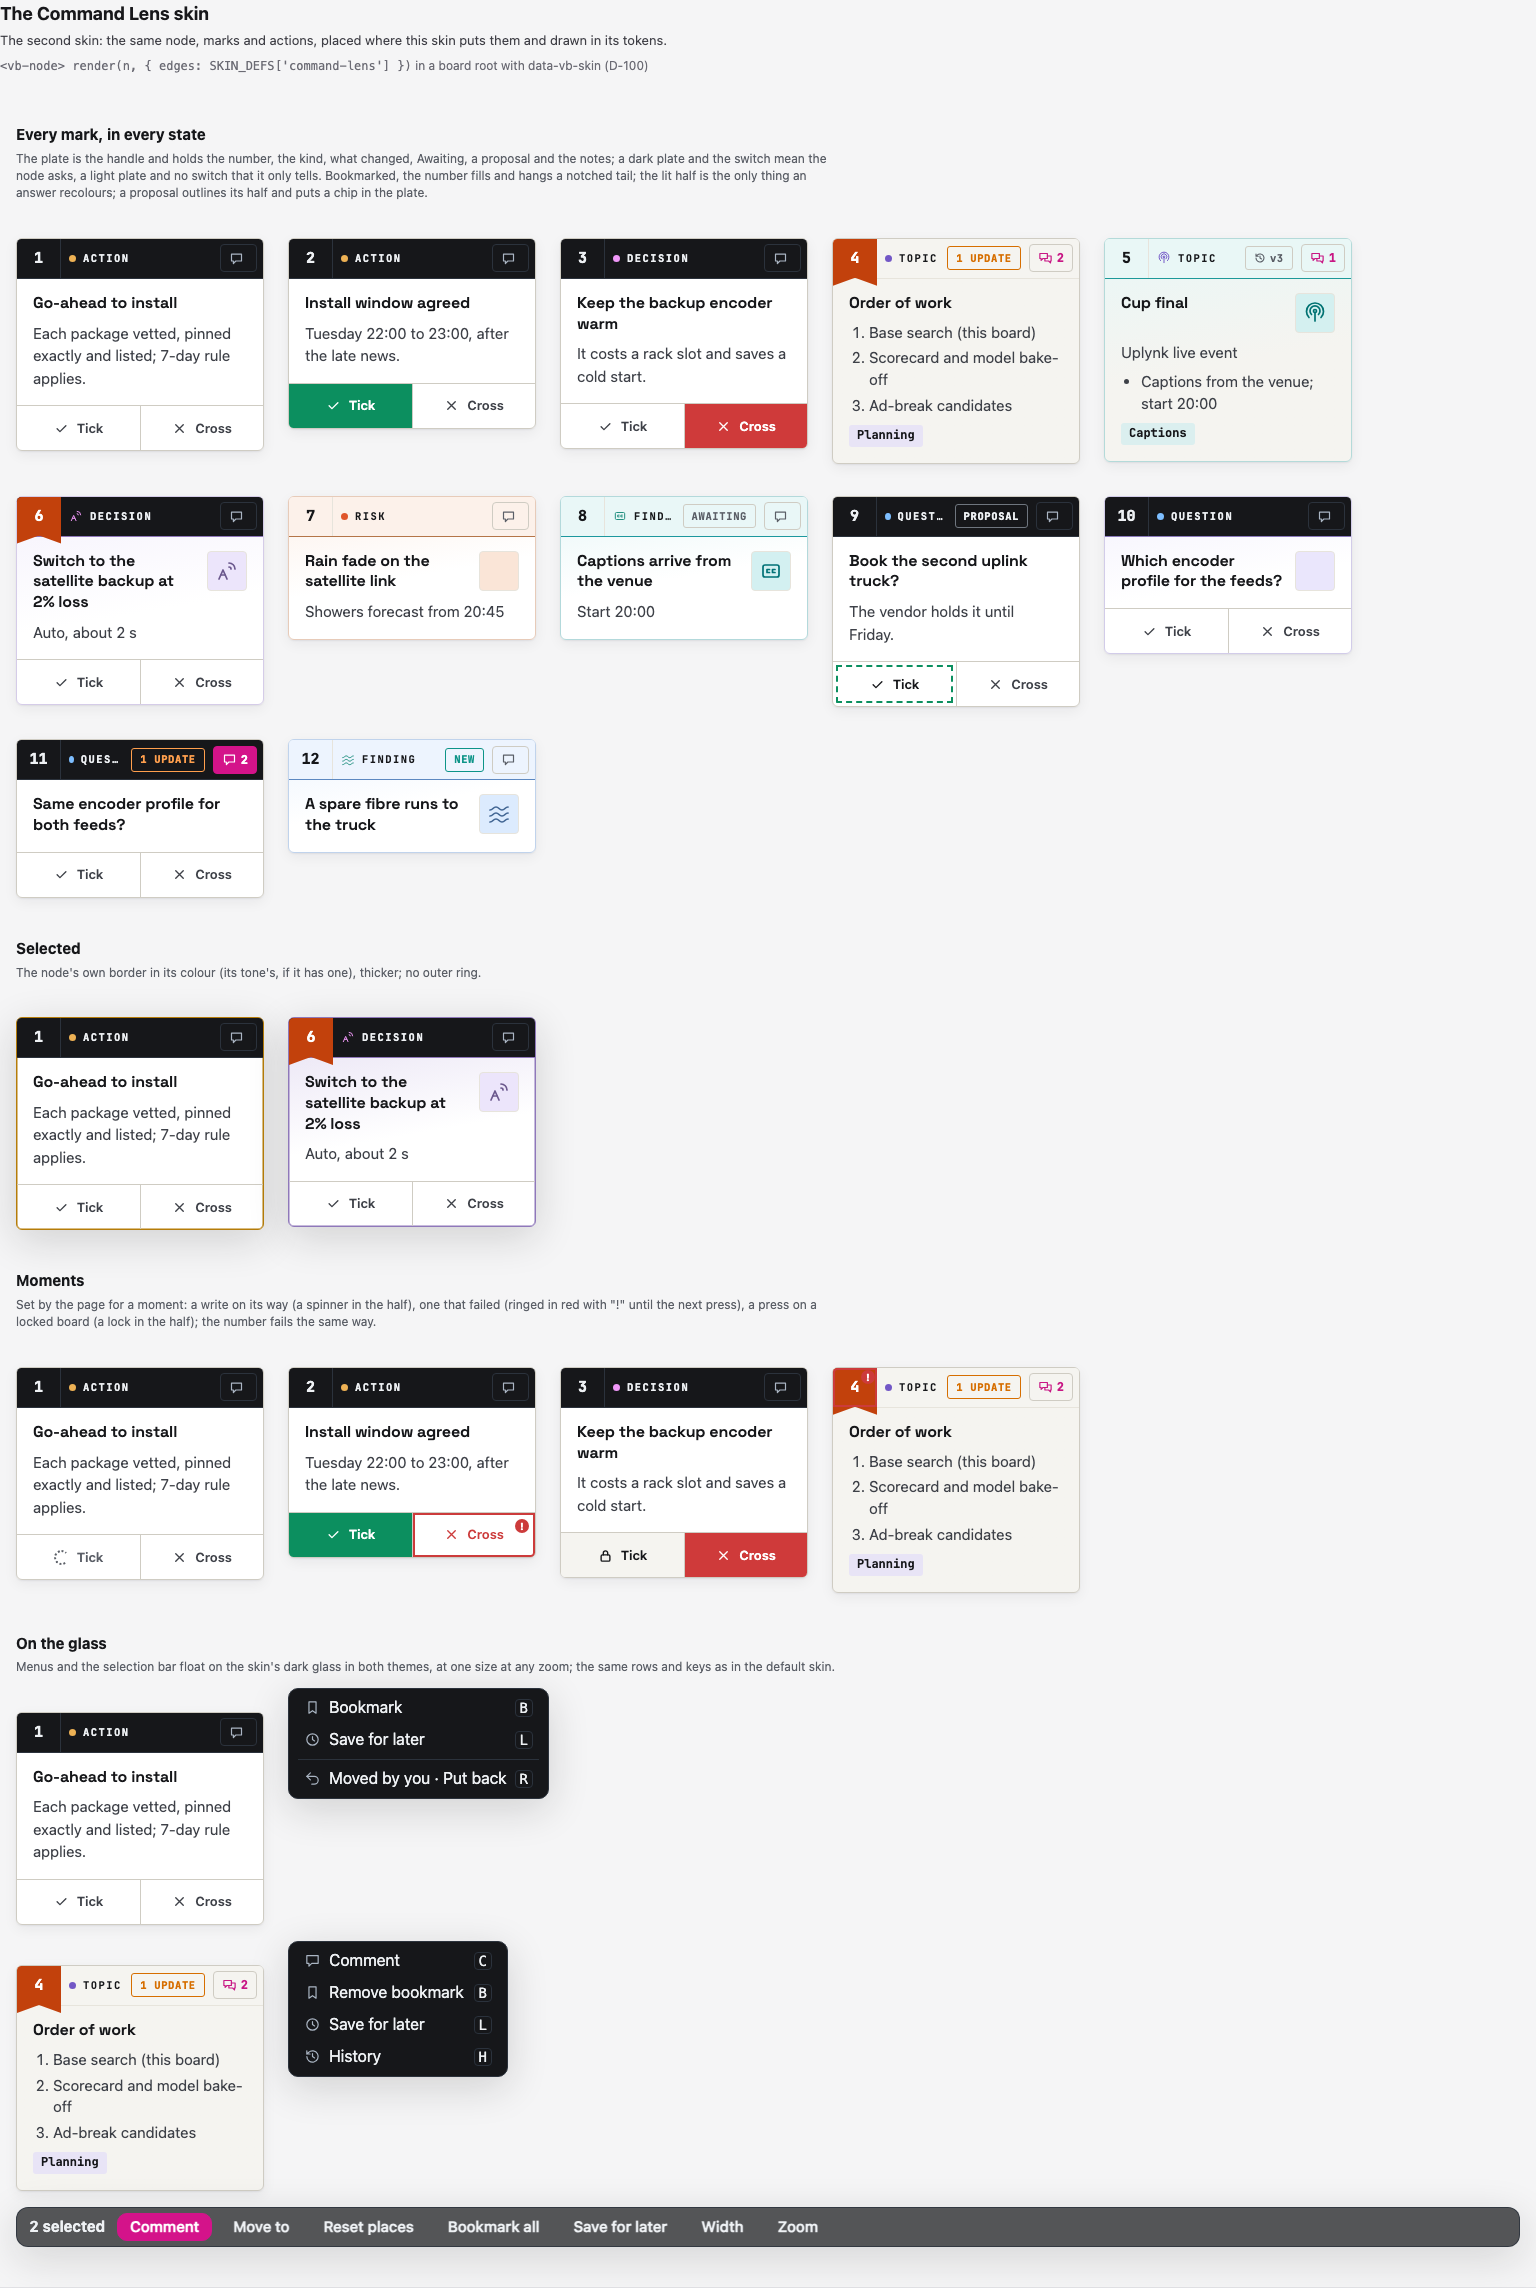 The Command Lens skin
The second skin: the same node, marks and actions, placed where this skin puts them and drawn in its tokens.
<vb-node> render(n, { edges: SKIN_DEFS['command-lens'] }) in a board root with data-vb-skin (D-100)
Every mark, in every state
The plate is the handle and holds the number, the kind, what changed, Awaiting, a proposal and the notes; a dark plate and the switch mean the
node asks, a light plate and no switch that it only tells. Bookmarked, the number fills and hangs a notched tail; the lit half is the only thing an
answer recolours; a proposal outlines its half and puts a chip in the plate.
1 ACTION
Go-ahead to install
Each package vetted, pinned
exactly and listed; 7-day rule
applies.
Tick Cross
2 ACTION
Install window agreed
Tuesday 22:00 to 23:00, after
the late news.
Tick Cross
3 DECISION
Keep the backup encoder
warm
It costs a rack slot and saves a
cold start.
Tick Cross
4 TOPIC 1 UPDATE 2
Order of work
1. Base search (this board)
2. Scorecard and model bake-
off
3. Ad-break candidates
Planning
5 TOPIC v3 1
Cup final
Uplynk live event
• Captions from the venue;
start 20:00
Captions
6 DECISION
Switch to the
satellite backup at
2% loss
Auto, about 2 s
Tick Cross
7 RISK
Rain fade on the
satellite link
Showers forecast from 20:45
8 FIND… AWAITING
Captions arrive from
the venue
Start 20:00
9 QUEST… PROPOSAL
Book the second uplink
truck?
The vendor holds it until
Friday.
Tick Cross
10 QUESTION
Which encoder
profile for the feeds?
Tick Cross
11 QUES… 1 UPDATE 2
Same encoder profile for
both feeds?
Tick Cross
12 FINDING NEW
A spare fibre runs to
the truck
Selected
The node's own border in its colour (its tone's, if it has one), thicker; no outer ring.
1 ACTION
Go-ahead to install
Each package vetted, pinned
exactly and listed; 7-day rule
applies.
Tick Cross
6 DECISION
Switch to the
satellite backup at
2% loss
Auto, about 2 s
Tick Cross
Moments
Set by the page for a moment: a write on its way (a spinner in the half), one that failed (ringed in red with "!" until the next press), a press on a
locked board (a lock in the half); the number fails the same way.
1 ACTION
Go-ahead to install
Each package vetted, pinned
exactly and listed; 7-day rule
applies.
Tick Cross
2 ACTION
Install window agreed
Tuesday 22:00 to 23:00, after
the late news.
Tick Cross !
3 DECISION
Keep the backup encoder
warm
It costs a rack slot and saves a
cold start.
Tick Cross
4 ! TOPIC 1 UPDATE 2
Order of work
1. Base search (this board)
2. Scorecard and model bake-
off
3. Ad-break candidates
Planning
On the glass
Menus and the selection bar float on the skin's dark glass in both themes, at one size at any zoom; the same rows and keys as in the default skin.
1 ACTION
Go-ahead to install
Each package vetted, pinned
exactly and listed; 7-day rule
applies.
Tick Cross
Bookmark B
Save for later L
Moved by you · Put back R
4 TOPIC 1 UPDATE 2
Order of work
1. Base search (this board)
2. Scorecard and model bake-
off
3. Ad-break candidates
Planning
Comment C
Remove bookmark B
Save for later L
History H
2 selected Comment Move to Reset places Bookmark all Save for later Width Zoom